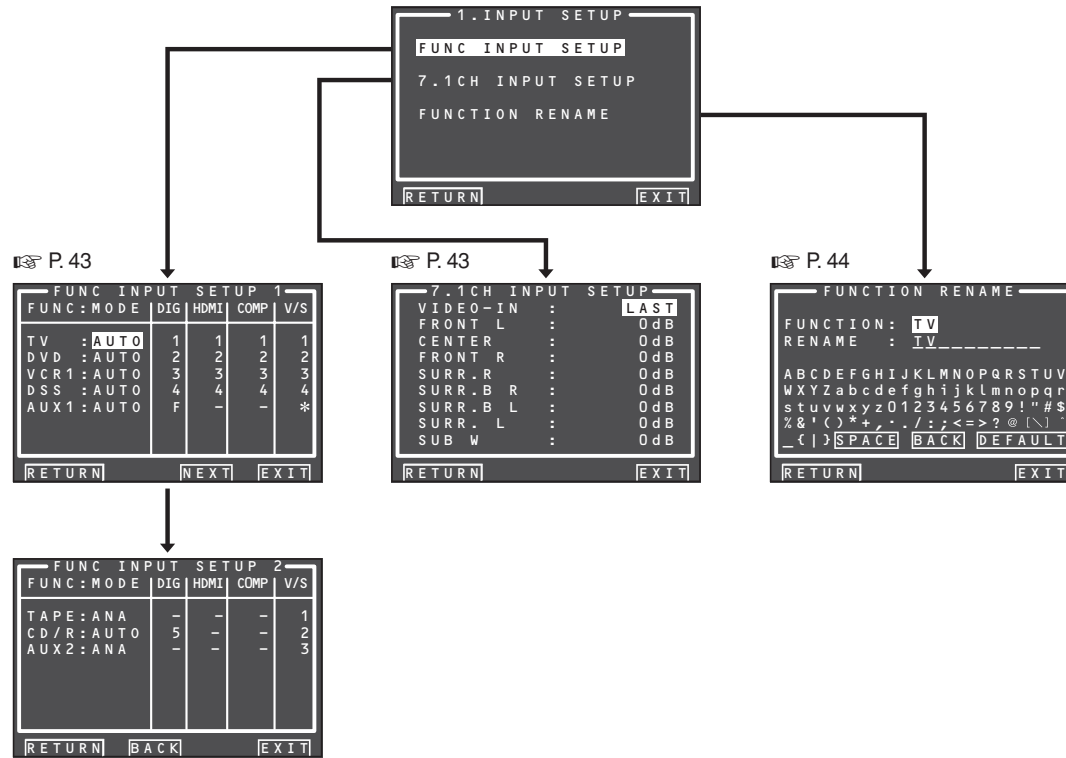 1.INPUT SETUP
FUNC INPUT SETUP
7.1CH INPUT SETUP
FUNCTION RENAME
RETURN EXIT
☞ P. 43
FUNC INPUT SETUP 1
FUNC:MODE DIG HDMI COMP V/S
TV :AUTO 1 1 1 1
DVD :AUTO 2 2 2 2
VCR1:AUTO 3 3 3 3
DSS :AUTO 4 4 4 4
AUX1:AUTO F – – *
RETURN NEXT EXIT
☞ P. 43
7.1CH INPUT SETUP
VIDEO-IN : LAST
FRONT L : 0dB
CENTER : 0dB
FRONT R : 0dB
SURR.R : 0dB
SURR.B R : 0dB
SURR.B L : 0dB
SURR. L : 0dB
SUB W : 0dB
RETURN EXIT
☞ P. 44
FUNCTION RENAME
FUNCTION: TV
RENAME : TV_________
ABCDEFGHIJKLMNOPQRSTUV
WXYZabcdefghijklmnopqr
stuvwxyz0123456789!"#$
%&'()*+,-./:;<=>?@[\]^
_{|}SPACE BACK DEFAULT
RETURN EXIT
FUNC INPUT SETUP 2
FUNC:MODE DIG HDMI COMP V/S
TAPE:ANA – – – 1
CD/R:AUTO 5 – – 2
AUX2:ANA – – – 3
RETURN BACK EXIT